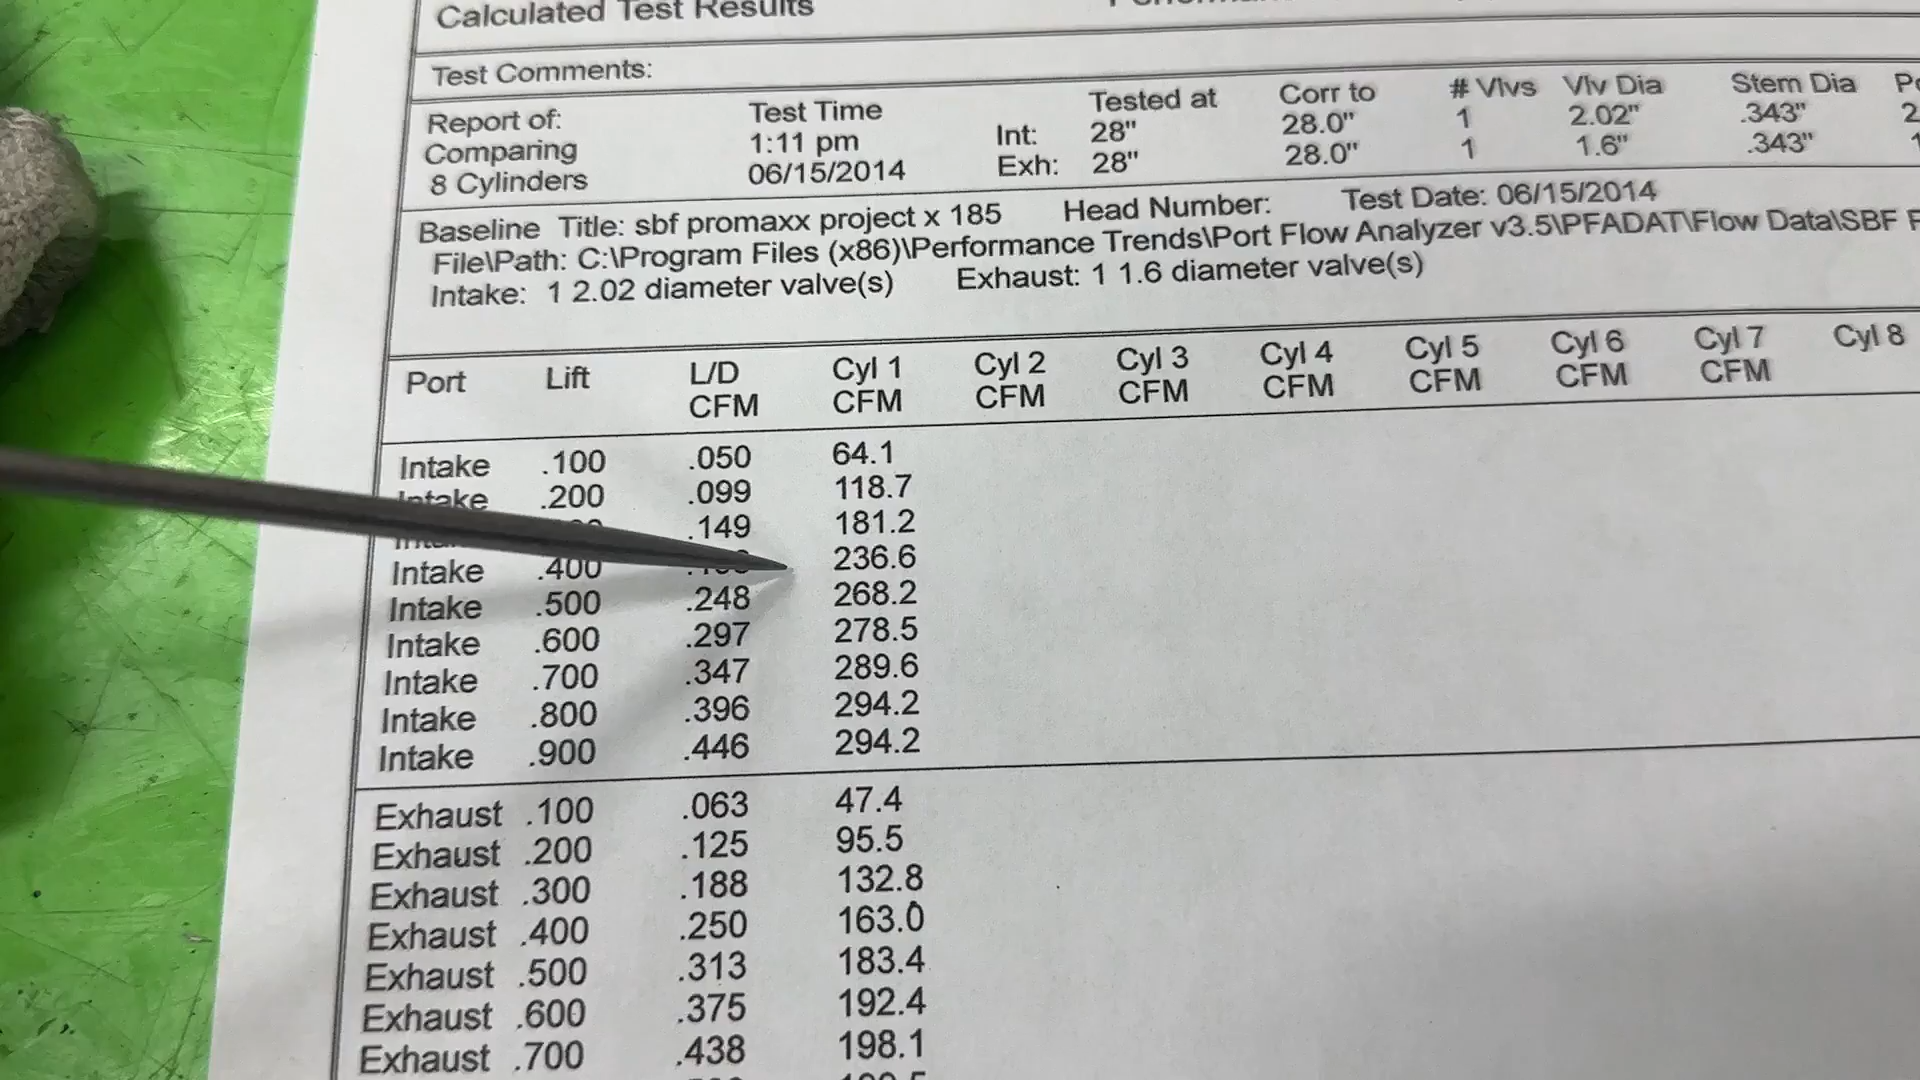 Calculated Test Results
Test Comments:
Report of: Test Time Tested at Corr to # Vlvs Vlv Dia Stem Dia
Comparing 1:11 pm Int: 28" 28.0" 1 2.02" .343"
8 Cylinders 06/15/2014 Exh: 28" 28.0" 1 1.6" .343"
Baseline Title: sbf promaxx project x 185 Head Number: Test Date: 06/15/2014
File\Path: C:\Program Files (x86)\Performance Trends\Port Flow Analyzer v3.5\PFADAT\Flow Data\SBF
Intake: 1 2.02 diameter valve(s) Exhaust: 1 1.6 diameter valve(s)
Port Lift L/D Cyl 1 Cyl 2 Cyl 3 Cyl 4 Cyl 5 Cyl 6 Cyl 7 Cyl 8
CFM CFM CFM CFM CFM CFM CFM CFM
Intake .100 .050 64.1
Intake .200 .099 118.7
.149 181.2
Intake .400 236.6
Intake .500 .248 268.2
Intake .600 .297 278.5
Intake .700 .347 289.6
Intake .800 .396 294.2
Intake .900 .446 294.2
Exhaust .100 .063 47.4
Exhaust .200 .125 95.5
Exhaust .300 .188 132.8
Exhaust .400 .250 163.0
Exhaust .500 .313 183.4
Exhaust .600 .375 192.4
Exhaust .700 .438 198.1